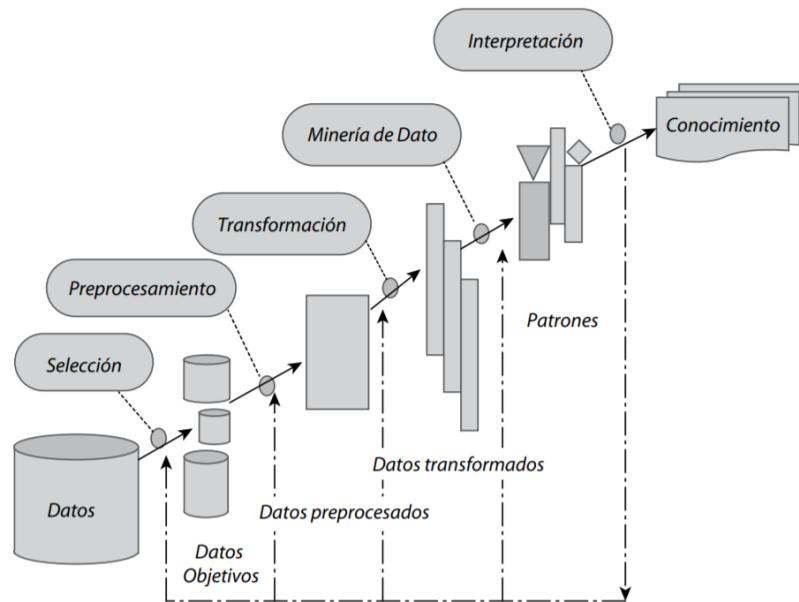 Interpretación
Conocimiento
Minería de Dato
Transformación
Preprocesamiento
Patrones
Selección
Datos transformados
Datos
Datos preprocesados
Datos
Objetivos